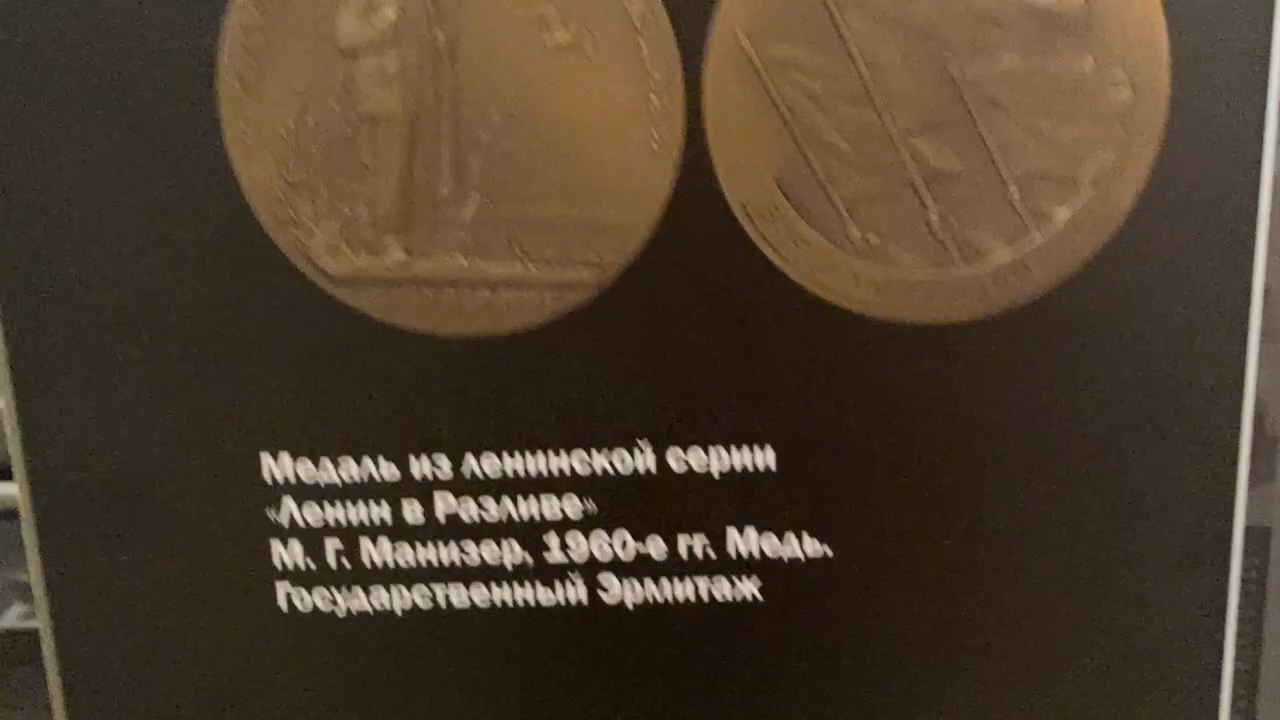 Медаль из ленинской серии
«Ленин в Разливе»
М. Г. Манизер, 1960-е гг. Медь.
Государственный Эрмитаж